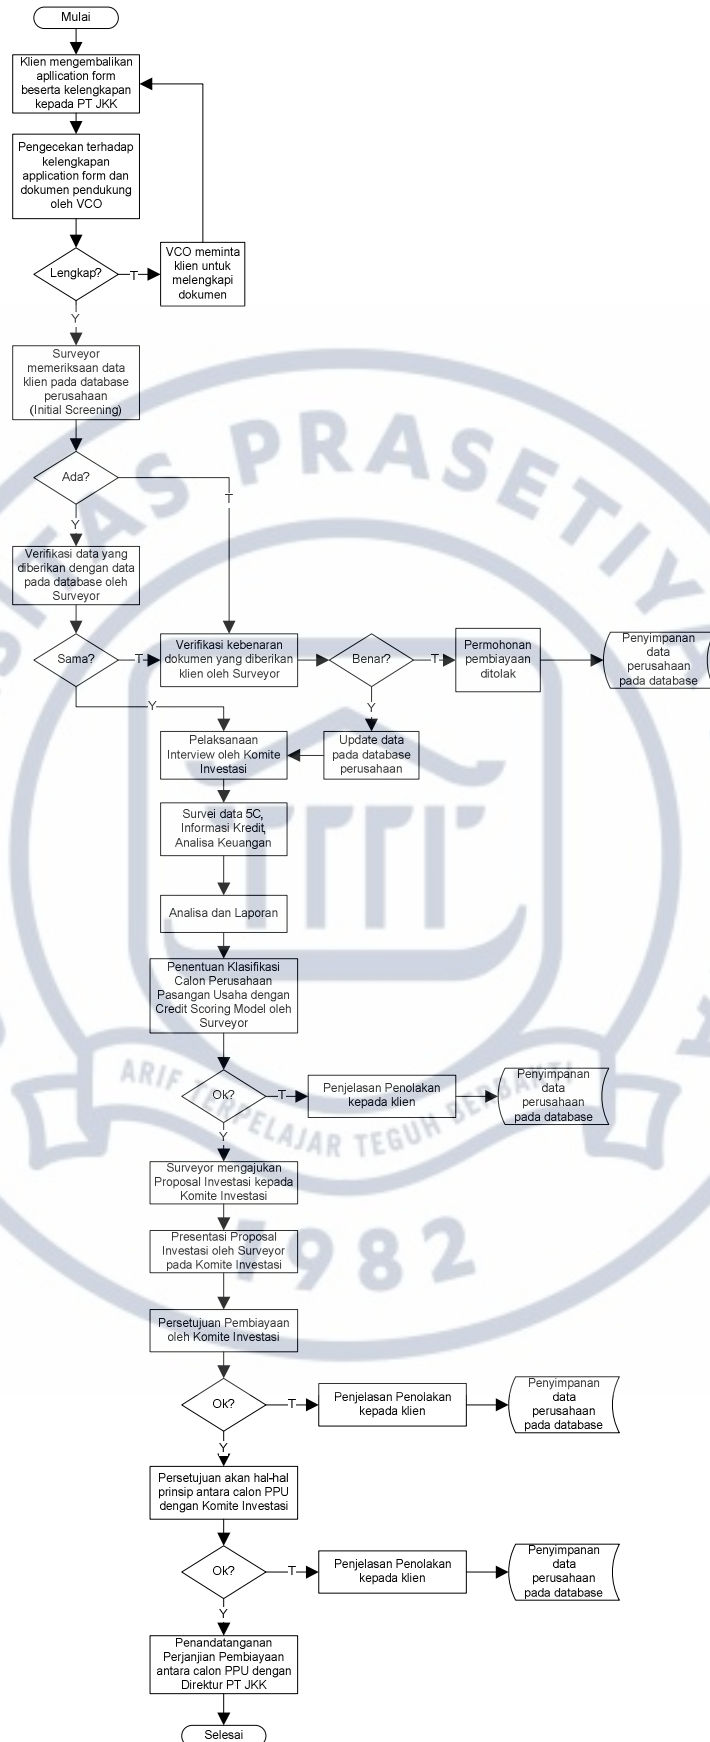 Mulai
Klien mengembalikan
apllication form
beserta kelengkapan
kepada PT JKK
Pengecekan terhadap
kelengkapan
application form dan
dokumen pendukung
oleh VCO
Lengkap?
T
VCO meminta
klien untuk
melengkapi
dokumen
Y
Surveyor
memeriksaan data
klien pada database
perusahaan
(Initial Screening)
Ada?
T
Y
Verifikasi data yang
diberikan dengan data
pada database oleh
Surveyor
Sama?
T
Verifikasi kebenaran
dokumen yang diberikan
klien oleh Surveyor
Benar?
T
Permohonan
pembiayaan
ditolak
Penyimpanan
data
perusahaan
pada database
Y
Y
Pelaksanaan
Interview oleh Komite
Investasi
Update data
pada database
perusahaan
Survei data 5C,
Informasi Kredit,
Analisa Keuangan
Analisa dan Laporan
Penentuan Klasifikasi
Calon Perusahaan
Pasangan Usaha dengan
Credit Scoring Model oleh
Surveyor
Ok?
T
Penjelasan Penolakan
kepada klien
Penyimpanan
data
perusahaan
pada database
Y
Surveyor mengajukan
Proposal Investasi kepada
Komite Investasi
Presentasi Proposal
Investasi oleh Surveyor
pada Komite Investasi
Persetujuan Pembiayaan
oleh Komite Investasi
Ok?
T
Penjelasan Penolakan
kepada klien
Penyimpanan
data
perusahaan
pada database
Y
Persetujuan akan hal-hal
prinsip antara calon PPU
dengan Komite Investasi
Ok?
T
Penjelasan Penolakan
kepada klien
Penyimpanan
data
perusahaan
pada database
Y
Penandatanganan
Perjanjian Pembiayaan
antara calon PPU dengan
Direktur PT JKK
Selesai
SITAS PRASETIYA
ARIF TERPELAJAR TEGUH BERBAKTI
1982